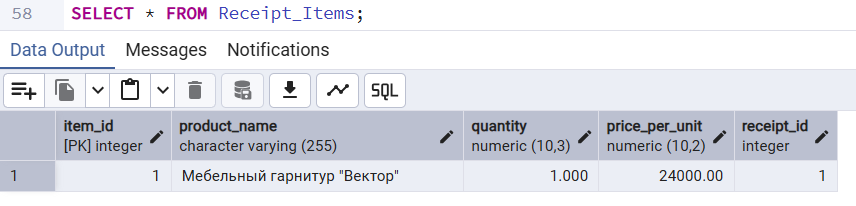 58 SELECT * FROM Receipt_Items;
Data Output Messages Notifications
SQL
item_id product_name quantity price_per_unit receipt_id
[PK] integer character varying (255) numeric (10,3) numeric (10,2) integer
1 1 Мебельный гарнитур "Вектор" 1.000 24000.00 1